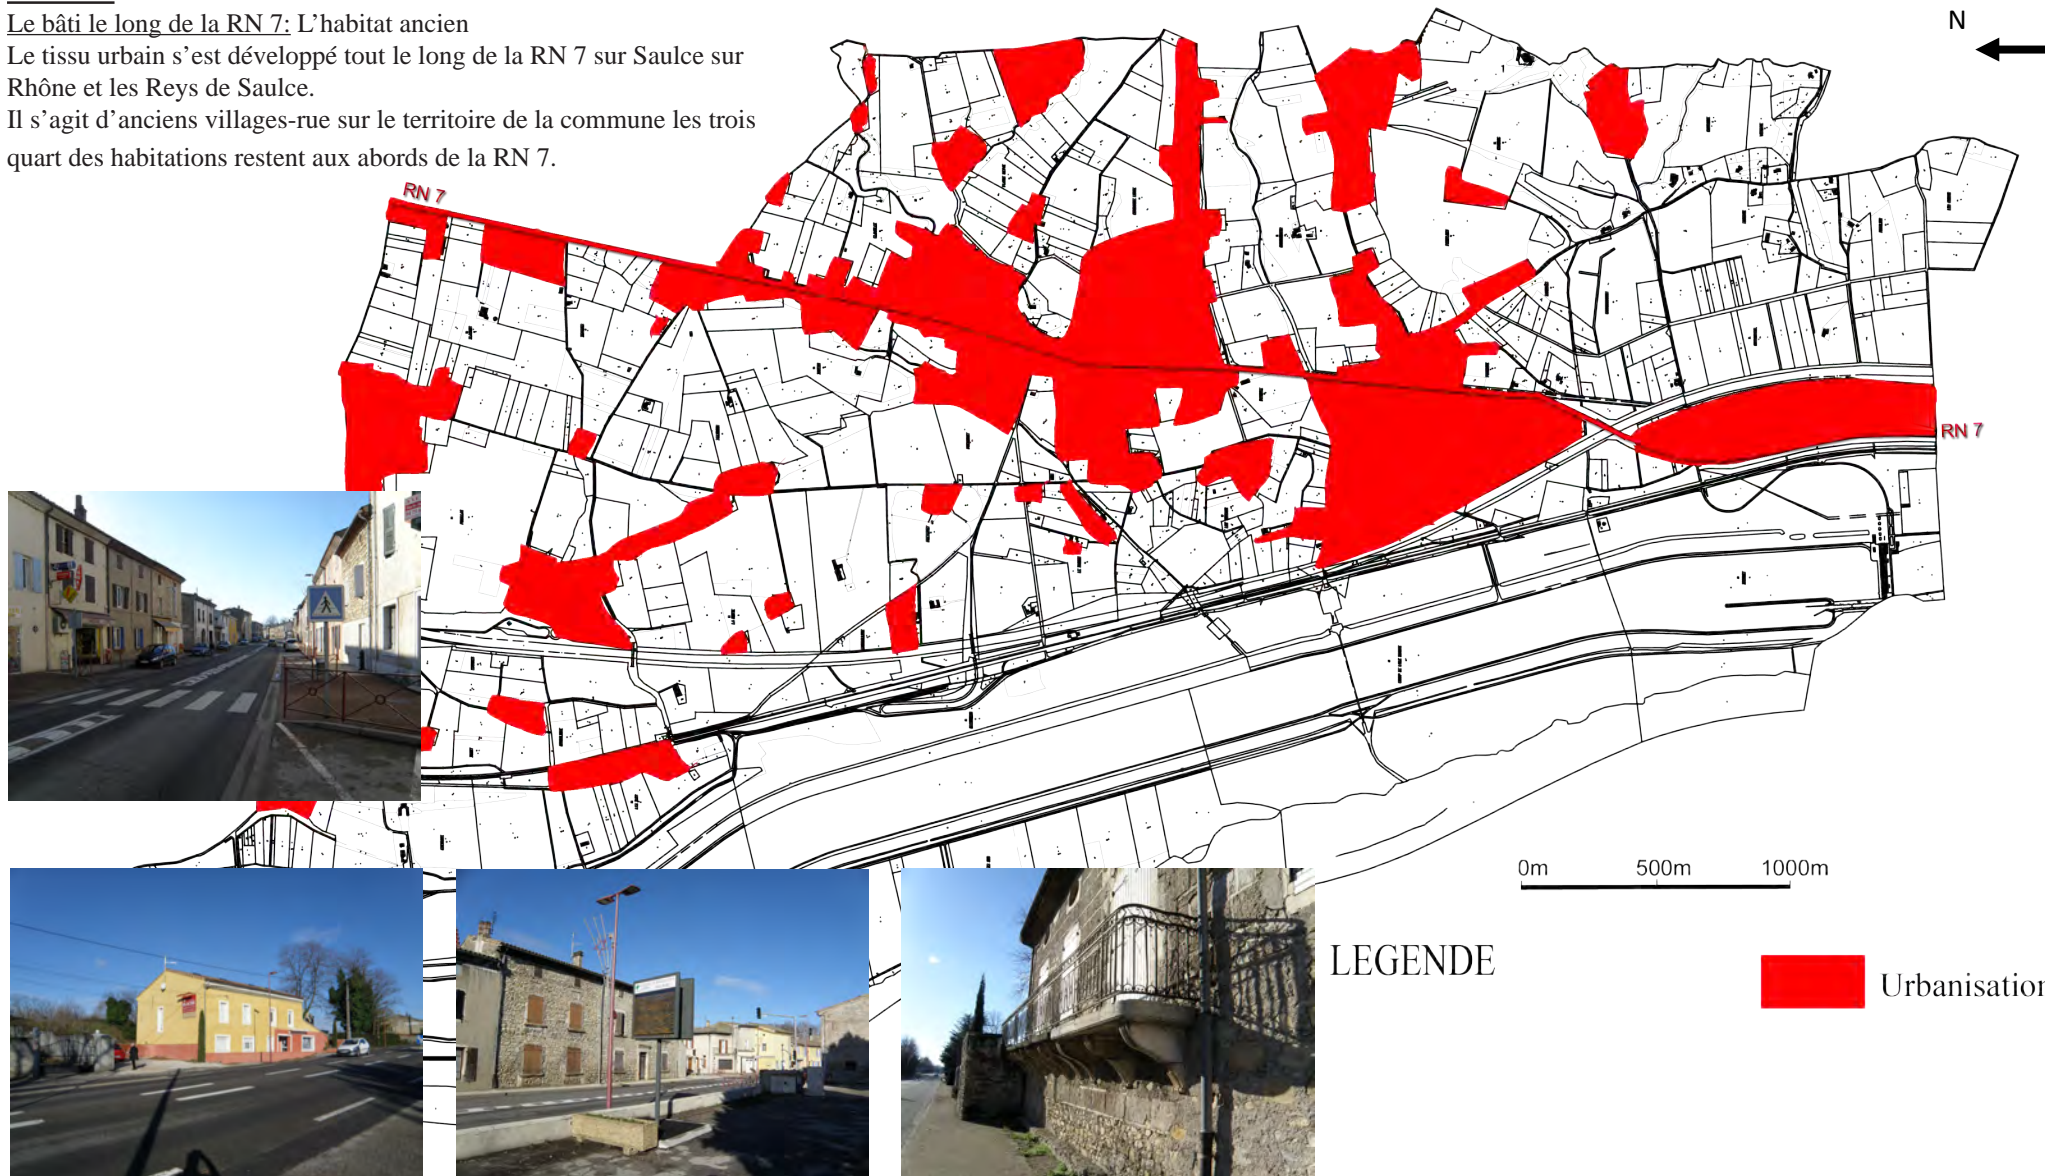 Le bâti le long de la RN 7: L’habitat ancien
Le tissu urbain s’est développé tout le long de la RN 7 sur Saulce sur
Rhône et les Reys de Saulce.
Il s’agit d’anciens villages-rue sur le territoire de la commune les trois
quart des habitations restent aux abords de la RN 7.
N
RN 7
RN 7
0m 500m 1000m
LEGENDE
Urbanisation